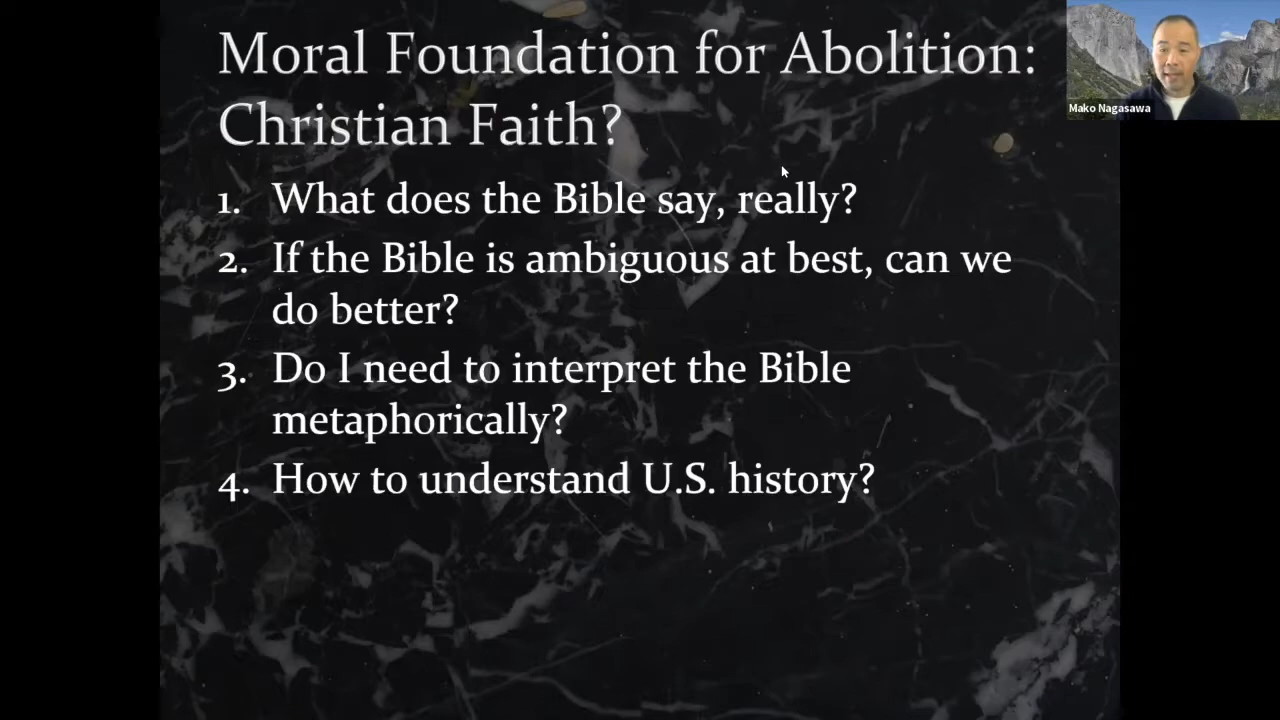 Moral Foundation for Abolition:
Christian Faith?
1. What does the Bible say, really?
2. If the Bible is ambiguous at best, can we
do better?
3. Do I need to interpret the Bible
metaphorically?
4. How to understand U.S. history?
Mako Nagasawa